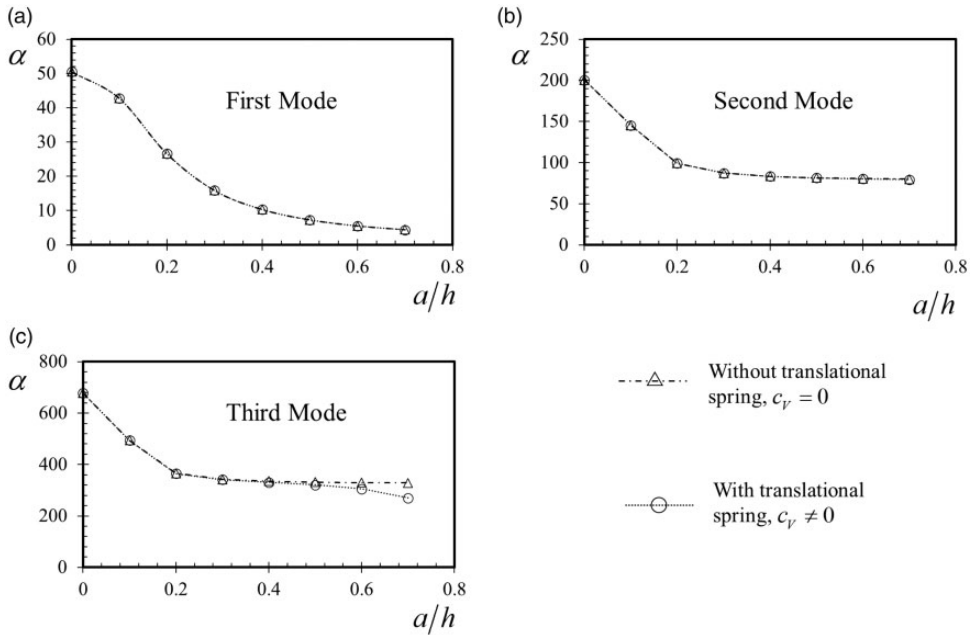 (a)
60
50
40
30
20
10
0
α
First Mode
0
0.2
0.4
0.6
0.8
a/h
(b)
250
200
150
100
50
0
α
Second Mode
0
0.2
0.4
0.6
0.8
a/h
(c)
800
600
400
200
0
α
Third Mode
0
0.2
0.4
0.6
0.8
a/h
Without translational
spring, c_V = 0
With translational
spring, c_V ≠ 0